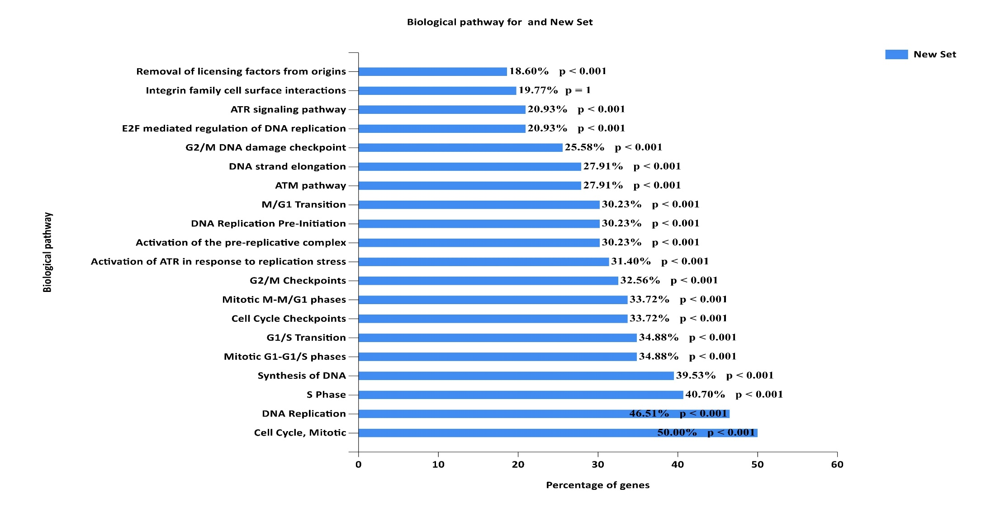 Biological pathway for  and New Set
New Set
Removal of licensing factors from origins 18.60% p < 0.001
Integrin family cell surface interactions 19.77% p = 1
ATR signaling pathway 20.93% p < 0.001
E2F mediated regulation of DNA replication 20.93% p < 0.001
G2/M DNA damage checkpoint 25.58% p < 0.001
DNA strand elongation 27.91% p < 0.001
ATM pathway 27.91% p < 0.001
M/G1 Transition 30.23% p < 0.001
DNA Replication Pre-Initiation 30.23% p < 0.001
Activation of the pre-replicative complex 30.23% p < 0.001
Activation of ATR in response to replication stress 31.40% p < 0.001
G2/M Checkpoints 32.56% p < 0.001
Mitotic M-M/G1 phases 33.72% p < 0.001
Cell Cycle Checkpoints 33.72% p < 0.001
G1/S Transition 34.88% p < 0.001
Mitotic G1-G1/S phases 34.88% p < 0.001
Synthesis of DNA 39.53% p < 0.001
S Phase 40.70% p < 0.001
DNA Replication 46.51% p < 0.001
Cell Cycle, Mitotic 50.00% p < 0.001
Biological pathway
0 10 20 30 40 50 60
Percentage of genes